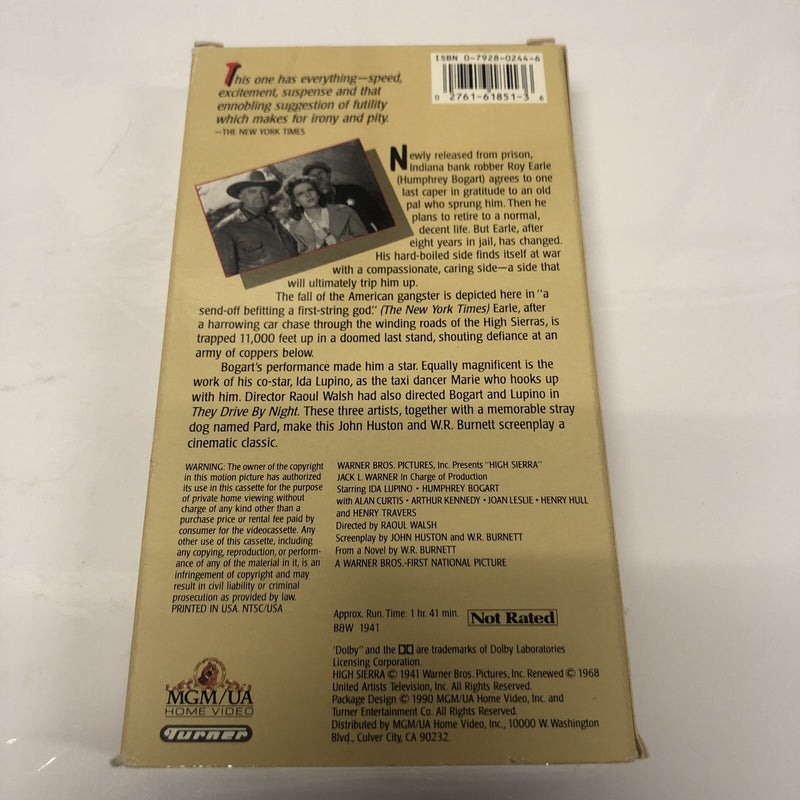 This one has everything—speed,
excitement, suspense and that
ennobling suggestion of futility
which makes for irony and pity.
—THE NEW YORK TIMES
ISBN 0-7928-0244-6
0 2761-61851-3 6
Newly released from prison,
Indiana bank robber Roy Earle
(Humphrey Bogart) agrees to one
last caper in gratitude to an old
pal who sprung him. Then he
plans to retire to a normal,
decent life. But Earle, after
eight years in jail, has changed.
His hard-boiled side finds itself at war
with a compassionate, caring side—a side that
will ultimately trip him up.
The fall of the American gangster is depicted here in "a
send-off befitting a first-string god." (The New York Times) Earle, after
a harrowing car chase through the winding roads of the High Sierras, is
trapped 11,000 feet up in a doomed last stand, shouting defiance at an
army of coppers below.
Bogart's performance made him a star. Equally magnificent is the
work of his co-star, Ida Lupino, as the taxi dancer Marie who hooks up
with him. Director Raoul Walsh had also directed Bogart and Lupino in
They Drive By Night. These three artists, together with a memorable stray
dog named Pard, make this John Huston and W.R. Burnett screenplay a
cinematic classic.
WARNING: The owner of the copyright
in this motion picture has authorized
its use in this cassette for the purpose
of private home viewing without
charge of any kind other than a
purchase price or rental fee paid by
consumer for the videocassette. Any
other use of this cassette, including
any copying, reproduction, or perform-
ance of any of the material in it, is an
infringement of copyright and may
result in civil liability or criminal
prosecution as provided by law.
PRINTED IN USA. NTSC/USA
WARNER BROS. PICTURES, Inc. Presents "HIGH SIERRA"
JACK L. WARNER In Charge of Production
Starring IDA LUPINO • HUMPHREY BOGART
with ALAN CURTIS • ARTHUR KENNEDY • JOAN LESLIE • HENRY HULL
and HENRY TRAVERS
Directed by RAOUL WALSH
Screenplay by JOHN HUSTON and W.R. BURNETT
From a Novel by W.R. BURNETT
A WARNER BROS.-FIRST NATIONAL PICTURE
Approx. Run. Time: 1 hr. 41 min.
B&W 1941
Not Rated
'Dolby' and the DD are trademarks of Dolby Laboratories
Licensing Corporation.
HIGH SIERRA © 1941 Warner Bros. Pictures, Inc. Renewed © 1968
United Artists Television, Inc. All Rights Reserved.
Package Design © 1990 MGM/UA Home Video, Inc. and
Turner Entertainment Co. All Rights Reserved.
Distributed by MGM/UA Home Video, Inc., 10000 W. Washington
Blvd., Culver City, CA 90232.
MGM/UA
HOME VIDEO
Turner